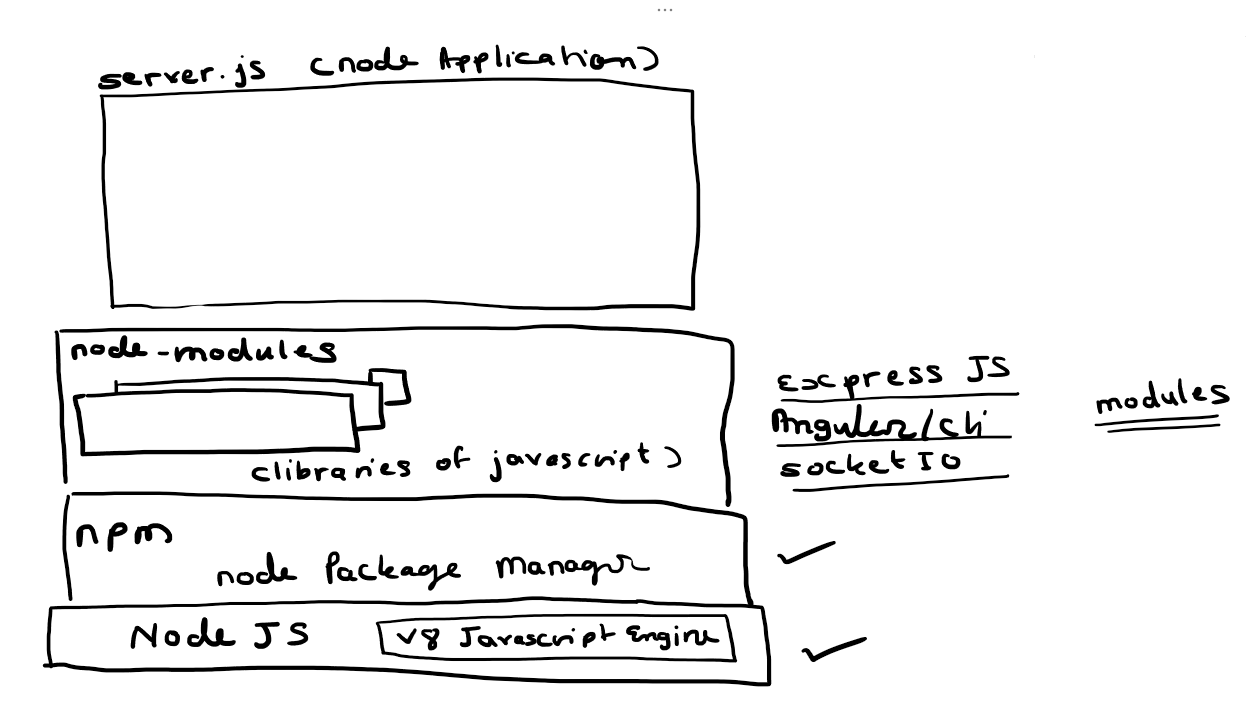 server.js (node Application)
node-modules
(libraries of javascript)
Express JS
Angular/cli
socket IO
modules
npm
node Package Manager
Node JS
V8 Javascript Engine